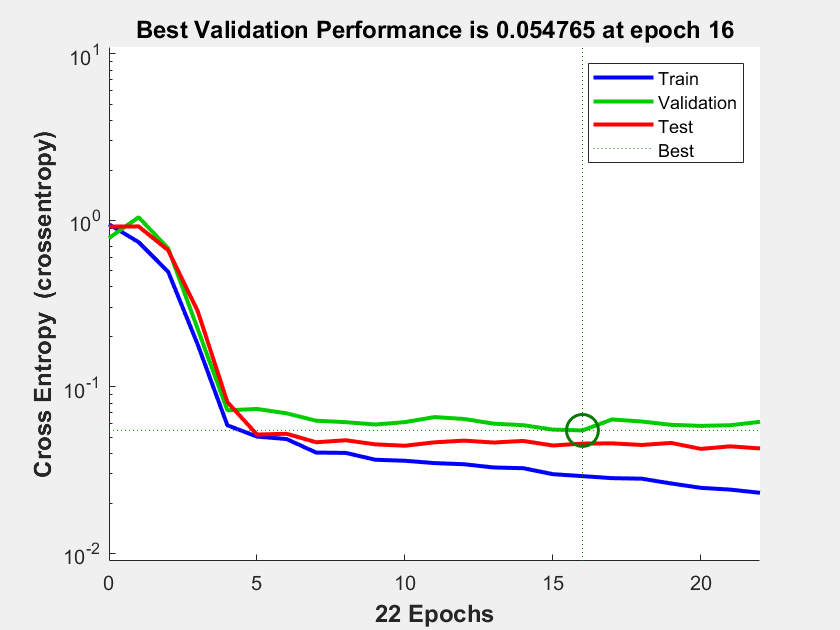 Best Validation Performance is 0.054765 at epoch 16
10^1
10^0
10^-1
10^-2
Cross Entropy (crossentropy)
Train
Validation
Test
Best
0 5 10 15 20
22 Epochs